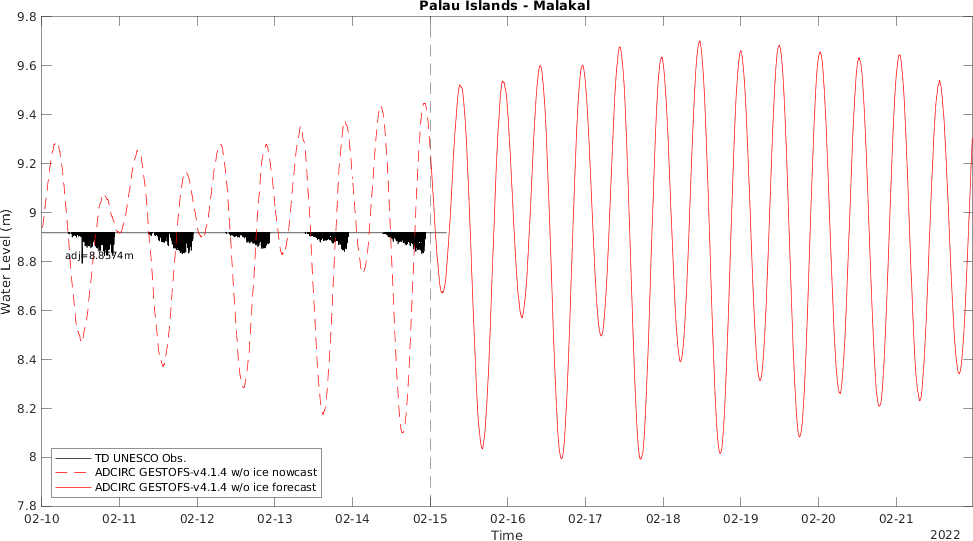 Palau Islands - Malakal
9.8
9.6
9.4
9.2
9
8.8
8.6
8.4
8.2
8
7.8
Water Level (m)
adj=8.8574m
TD UNESCO Obs.
ADCIRC GESTOFS-v4.1.4 w/o ice nowcast
ADCIRC GESTOFS-v4.1.4 w/o ice forecast
02-10 02-11 02-12 02-13 02-14 02-15 02-16 02-17 02-18 02-19 02-20 02-21
Time
2022